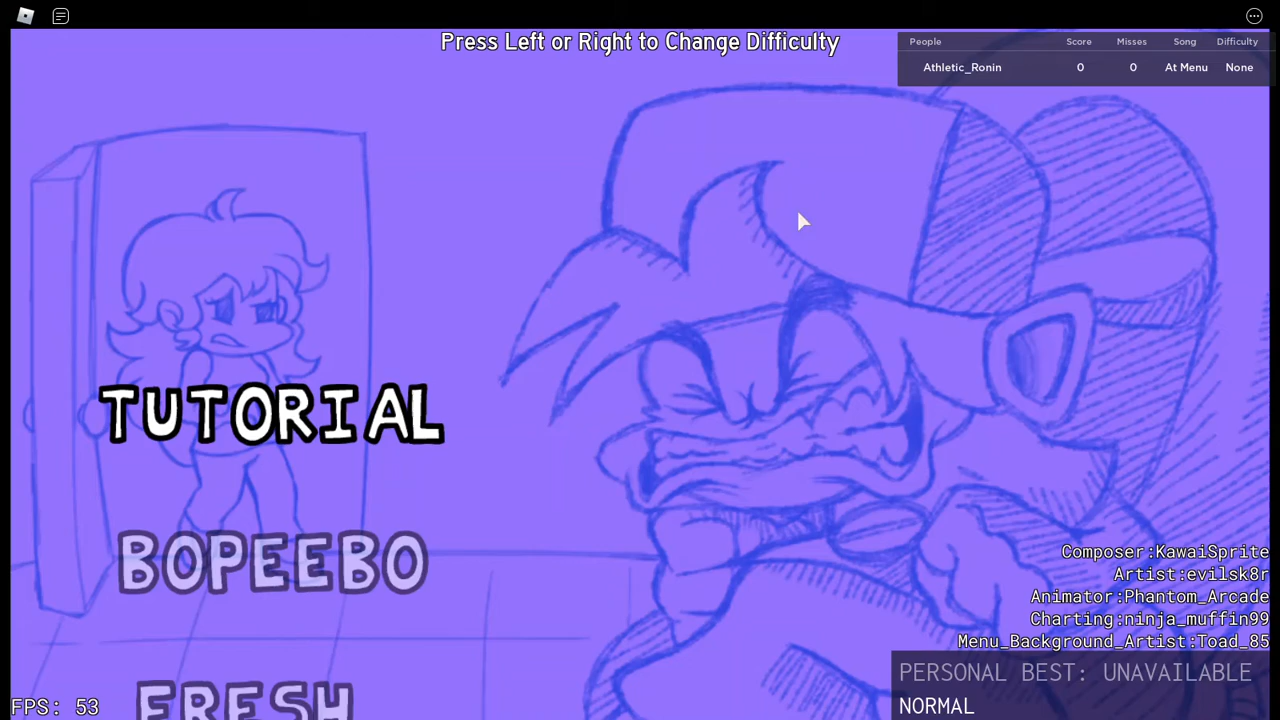 Press Left or Right to Change Difficulty
People Score Misses Song Difficulty
Athletic_Ronin 0 0 At Menu None
TUTORIAL
BOPEEBO
FRESH
Composer:KawaiSprite
Artist:evilsk8r
Animator:Phantom_Arcade
Charting:ninja_muffin99
Menu_Background_Artist:Toad_85
PERSONAL BEST: UNAVAILABLE
NORMAL
FPS: 53